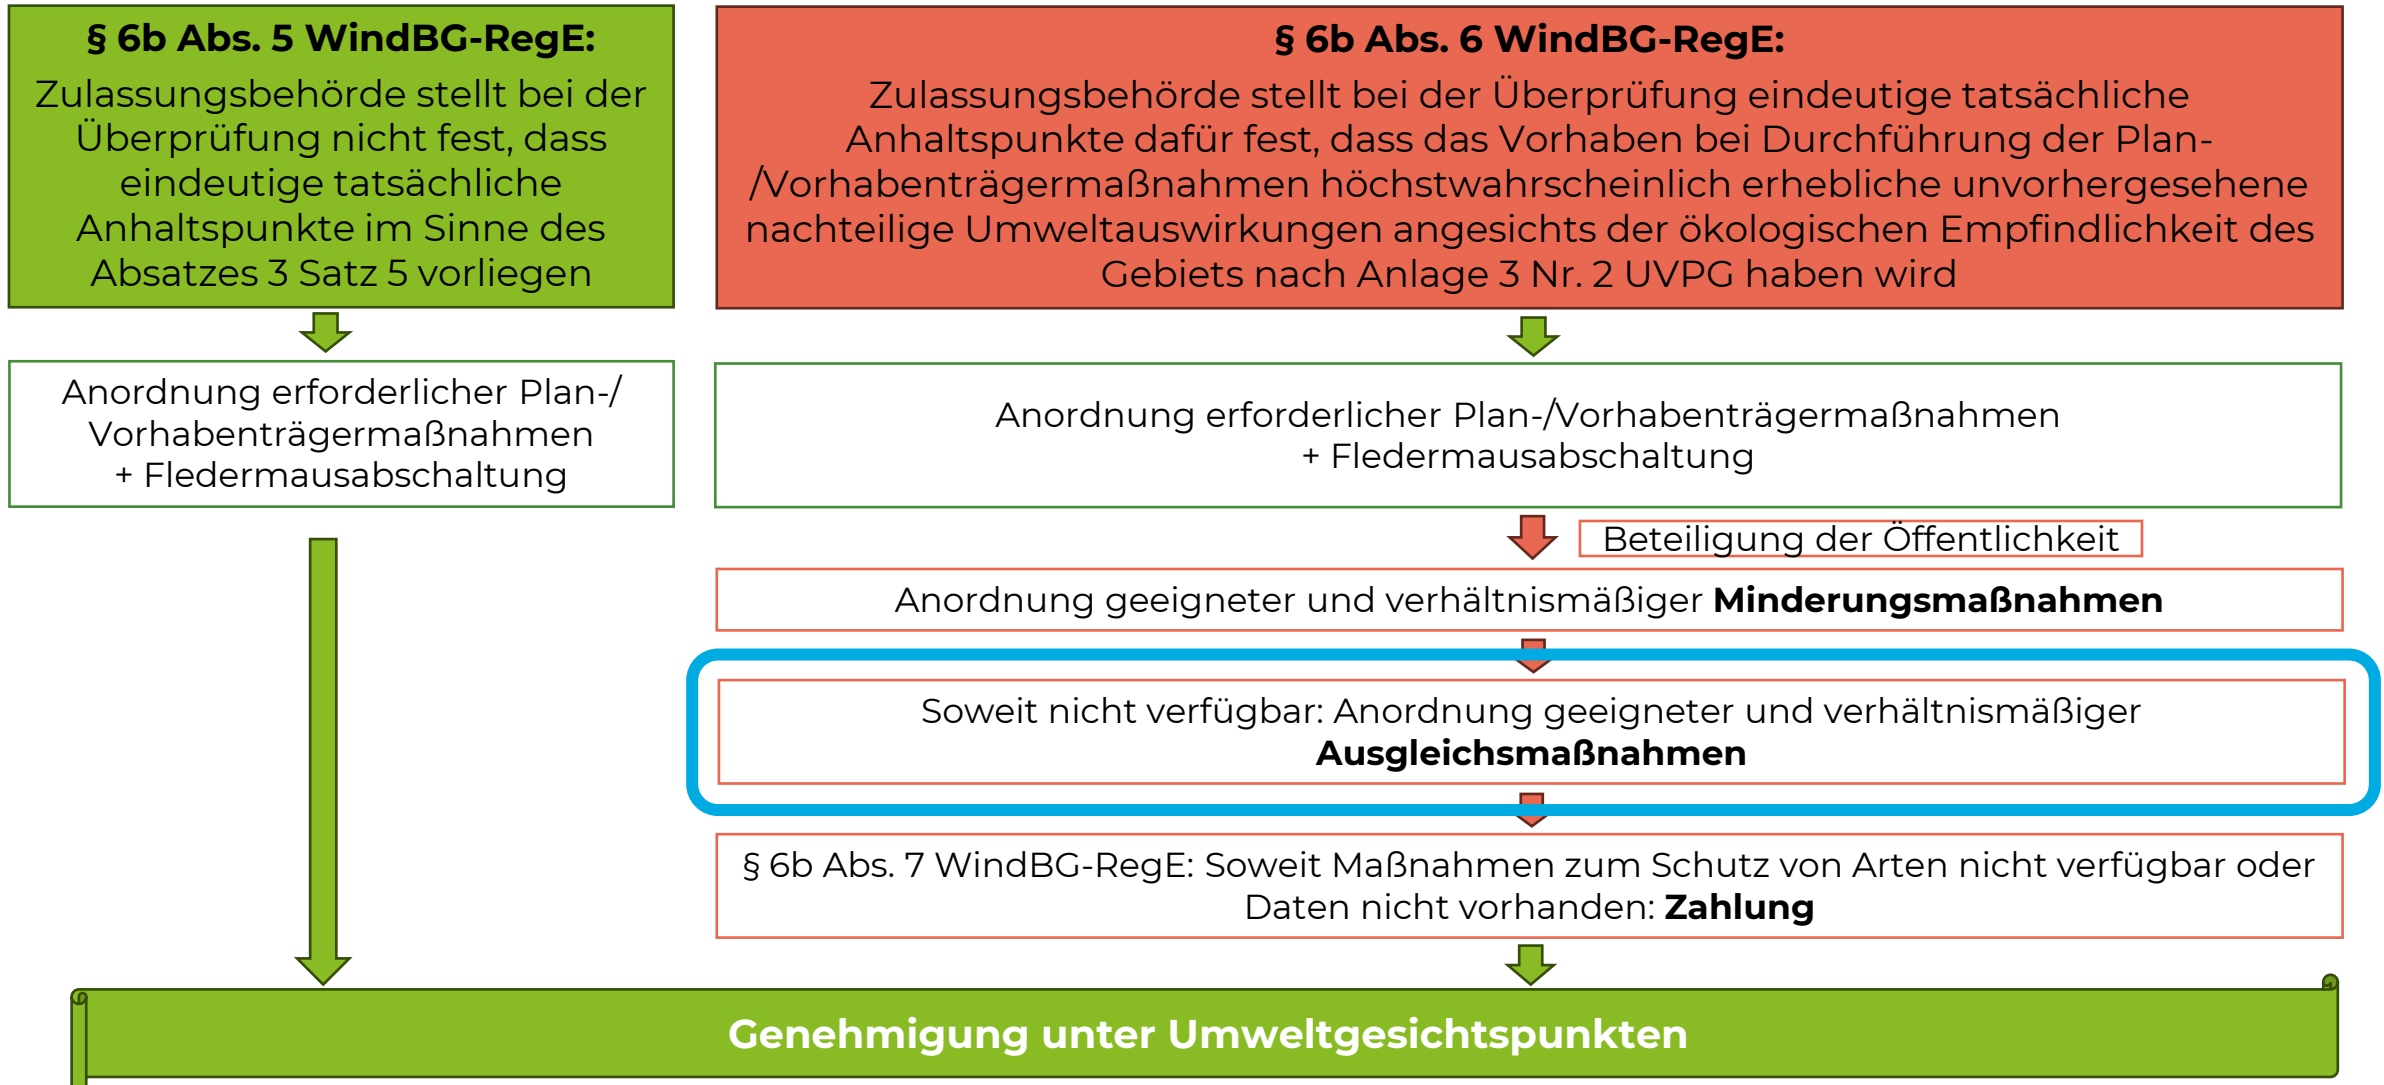 § 6b Abs. 5 WindBG-RegE:
Zulassungsbehörde stellt bei der
Überprüfung nicht fest, dass
eindeutige tatsächliche
Anhaltspunkte im Sinne des
Absatzes 3 Satz 5 vorliegen
Anordnung erforderlicher Plan-/
Vorhabenträgermaßnahmen
+ Fledermausabschaltung
§ 6b Abs. 6 WindBG-RegE:
Zulassungsbehörde stellt bei der Überprüfung eindeutige tatsächliche
Anhaltspunkte dafür fest, dass das Vorhaben bei Durchführung der Plan-
/Vorhabenträgermaßnahmen höchstwahrscheinlich erhebliche unvorhergesehene
nachteilige Umweltauswirkungen angesichts der ökologischen Empfindlichkeit des
Gebiets nach Anlage 3 Nr. 2 UVPG haben wird
Anordnung erforderlicher Plan-/Vorhabenträgermaßnahmen
+ Fledermausabschaltung
Beteiligung der Öffentlichkeit
Anordnung geeigneter und verhältnismäßiger Minderungsmaßnahmen
Soweit nicht verfügbar: Anordnung geeigneter und verhältnismäßiger
Ausgleichsmaßnahmen
§ 6b Abs. 7 WindBG-RegE: Soweit Maßnahmen zum Schutz von Arten nicht verfügbar oder
Daten nicht vorhanden: Zahlung
Genehmigung unter Umweltgesichtspunkten